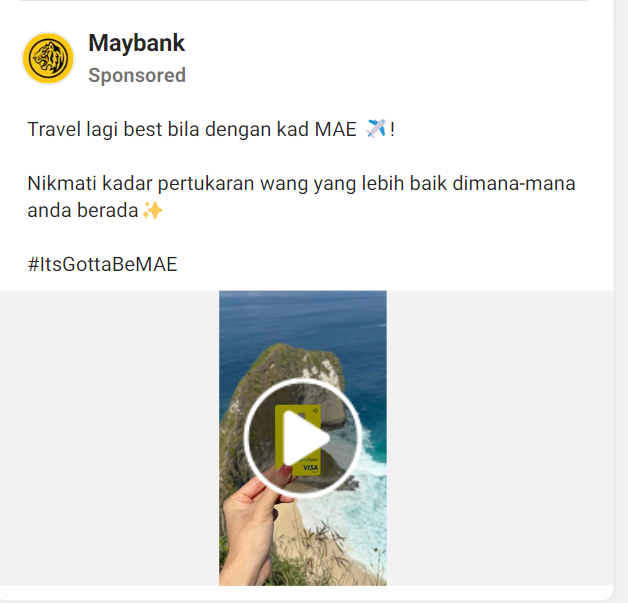 Maybank
Sponsored
Travel lagi best bila dengan kad MAE ✈️!
Nikmati kadar pertukaran wang yang lebih baik dimana-mana
anda berada✨
#ItsGottaBeMAE
VISA